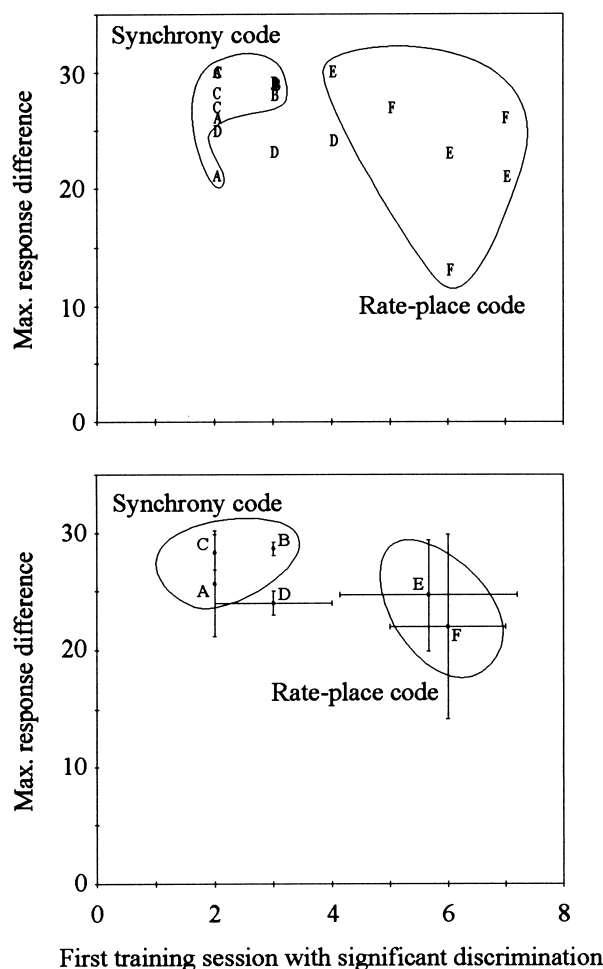 Synchrony code
Max. response difference
30
20
10
0
A C
C
C
A
D
A
B
B
D
E
D
F
F
E
E
F
Rate-place code
Synchrony code
Max. response difference
30
20
10
0
C
B
A
D
E
F
Rate-place code
0 2 4 6 8
First training session with significant discrimination